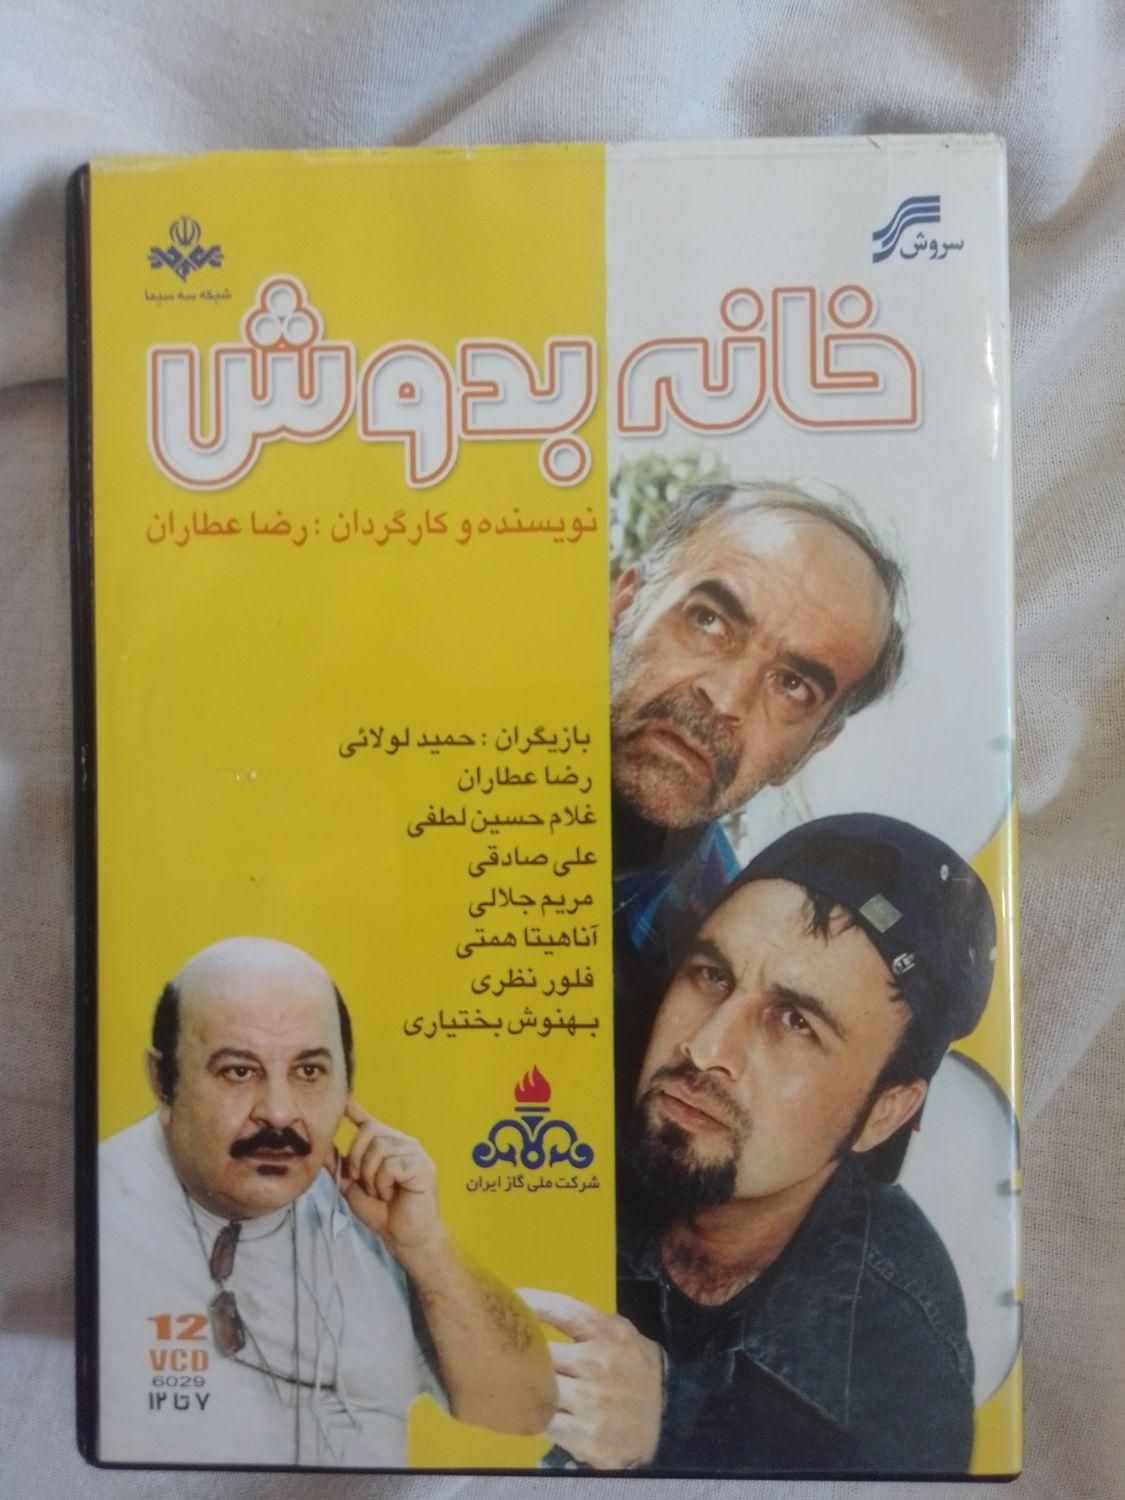 سروش
شبکه سه سیما
خانه بدوش
نویسنده و کارگردان : رضا عطاران
بازیگران : حمید لولائی
رضا عطاران
غلام حسین لطفی
علی صادقی
مریم جلالی
آناهیتا همتی
فلور نظری
بهنوش بختیاری
شرکت ملی گاز ایران
12
VCD
6029
۷ تا ۱۲